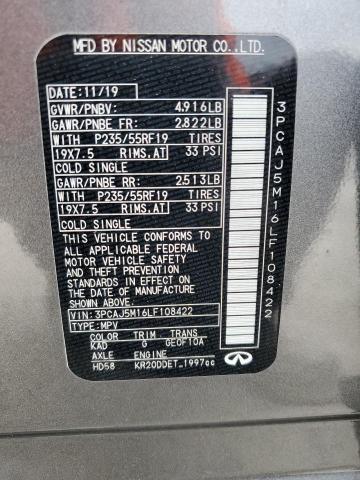 MFD BY NISSAN MOTOR CO.,LTD.
DATE:11/19
GVWR/PNBV: 4,916LB
GAWR/PNBE FR: 2,822LB
WITH P235/55RF19 TIRES
19X7.5 RIMS.AT 33 PSI
COLD SINGLE
GAWR/PNBE RR: 2,513LB
WITH P235/55RF19 TIRES
19X7.5 RIMS.AT 33 PSI
COLD SINGLE
THIS VEHICLE CONFORMS TO
ALL APPLICABLE FEDERAL
MOTOR VEHICLE SAFETY
AND THEFT PREVENTION
STANDARDS IN EFFECT ON
THE DATE OF MANUFACTURE
SHOWN ABOVE.
VIN:3PCAJ5M16LF108422
TYPE:MPV
COLOR TRIM TRANS
KAD G GE0F10A
AXLE ENGINE
HD58 KR20DDET_1997cc
3PCAJ5M16LF108422